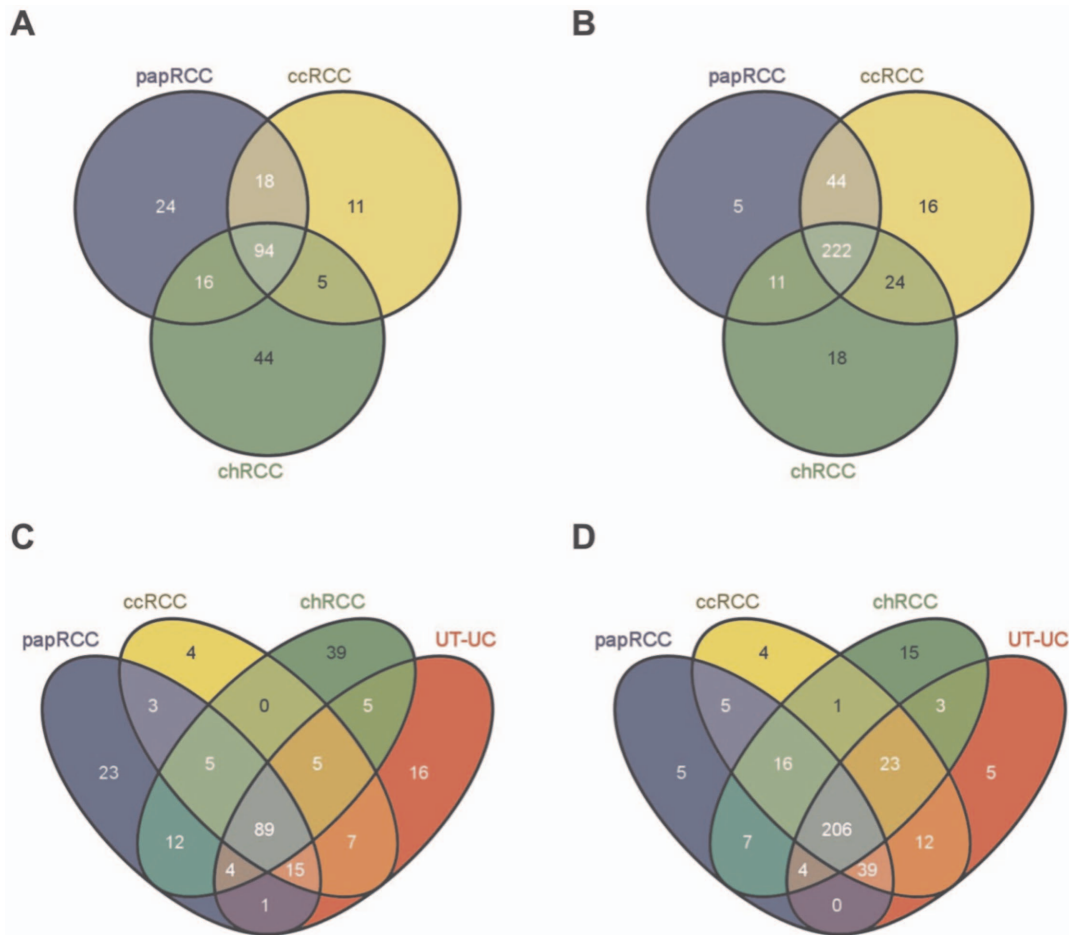 A
B
papRCC ccRCC
papRCC ccRCC
18
24 11
94
16 5
44
chRCC
44
5 16
222
11 24
18
chRCC
C
D
ccRCC chRCC
papRCC UT-UC
4 39
3 0 5
23 5 5 16
89
12 7
4 15
1
ccRCC chRCC
papRCC UT-UC
4 15
5 1 3
5 16 23 5
206
7 12
4 39
0